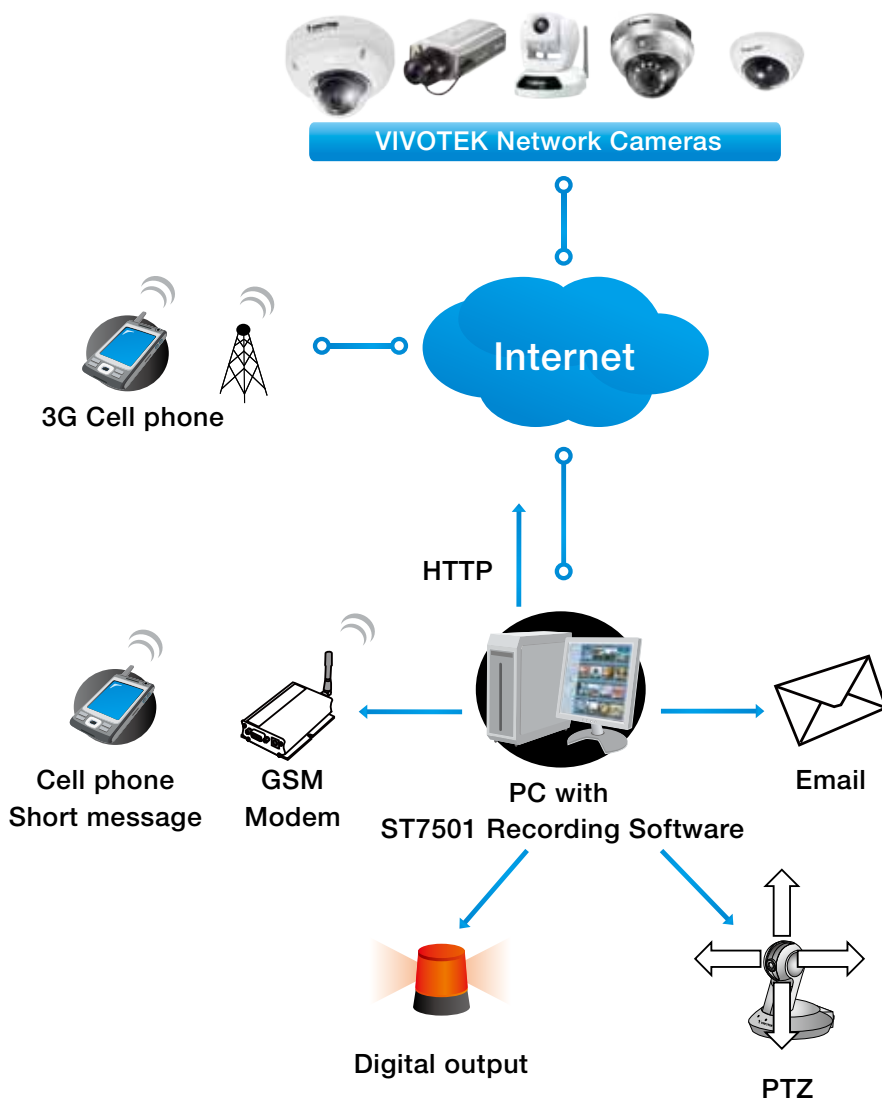 VIVOTEK Network Cameras
Internet
3G Cell phone
HTTP
Cell phone
Short message
GSM
Modem
PC with
ST7501 Recording Software
Email
Digital output
PTZ